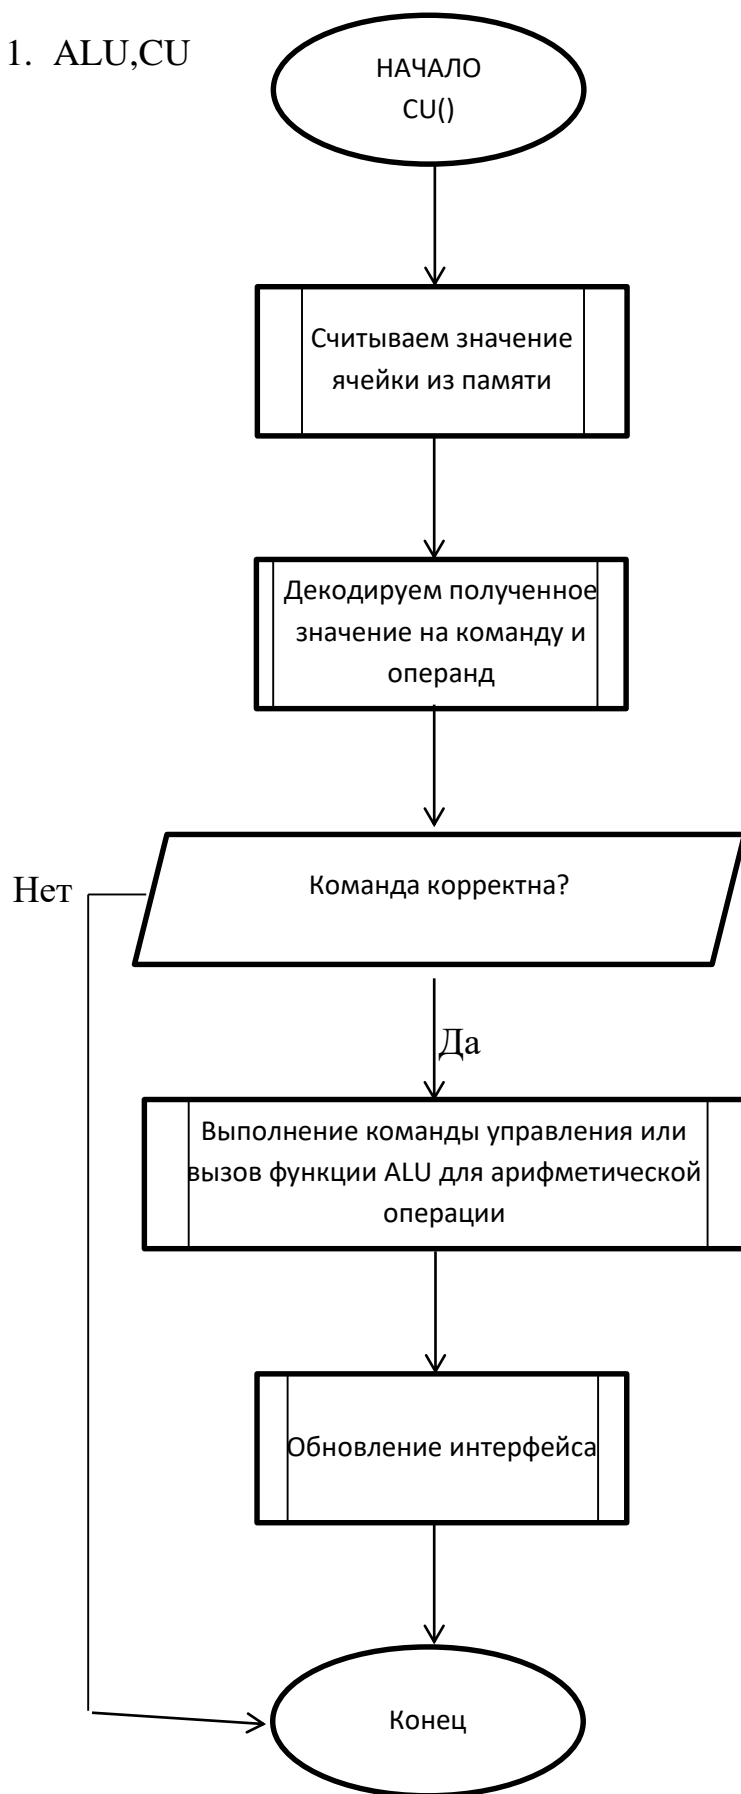 1. ALU,CU
НАЧАЛО
CU()
Считываем значение
ячейки из памяти
Декодируем полученное
значение на команду и
операнд
Нет
Команда корректна?
Да
Выполнение команды управления или
вызов функции ALU для арифметической
операции
Обновление интерфейса
Конец